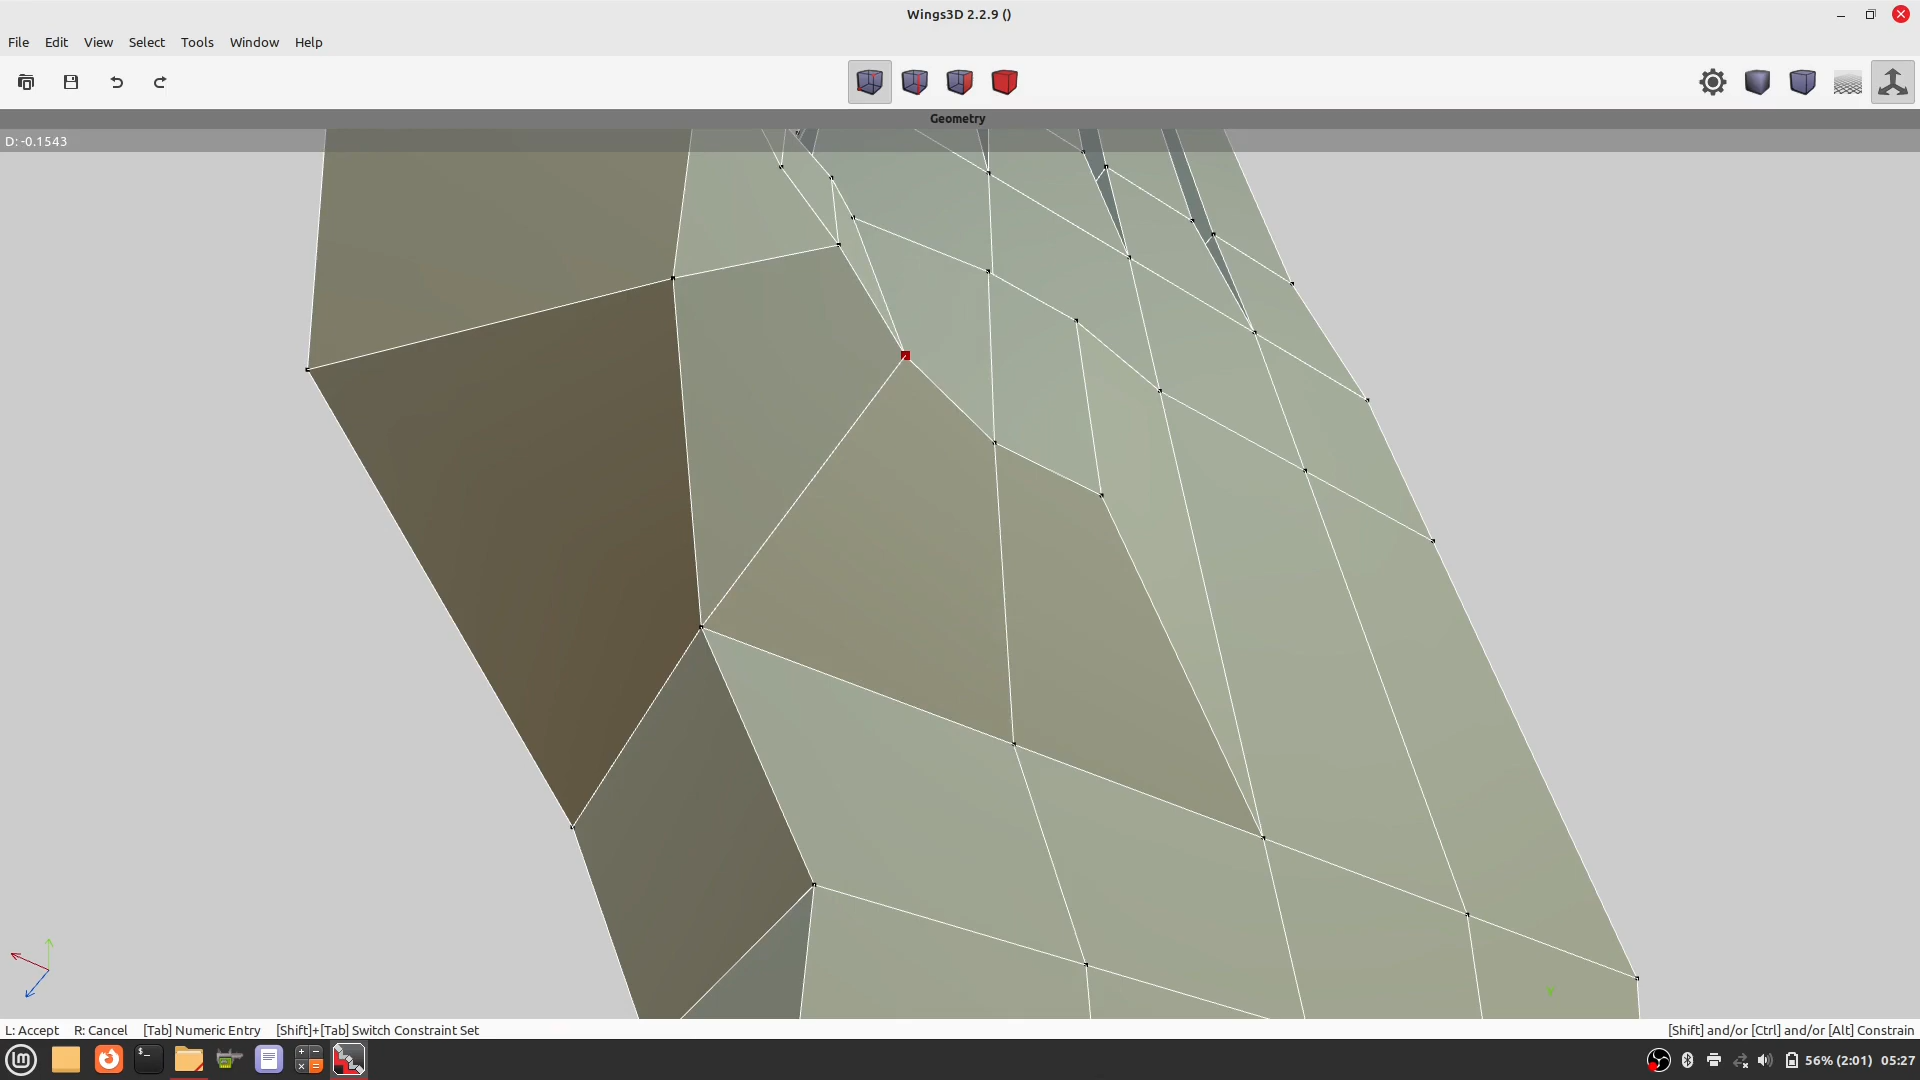 Wings3D 2.2.9 ()
File Edit View Select Tools Window Help
Geometry
D: -0.1543
Y
L: Accept R: Cancel [Tab] Numeric Entry [Shift]+[Tab] Switch Constraint Set [Shift] and/or [Ctrl] and/or [Alt] Constrain
56% (2:01) 05:27